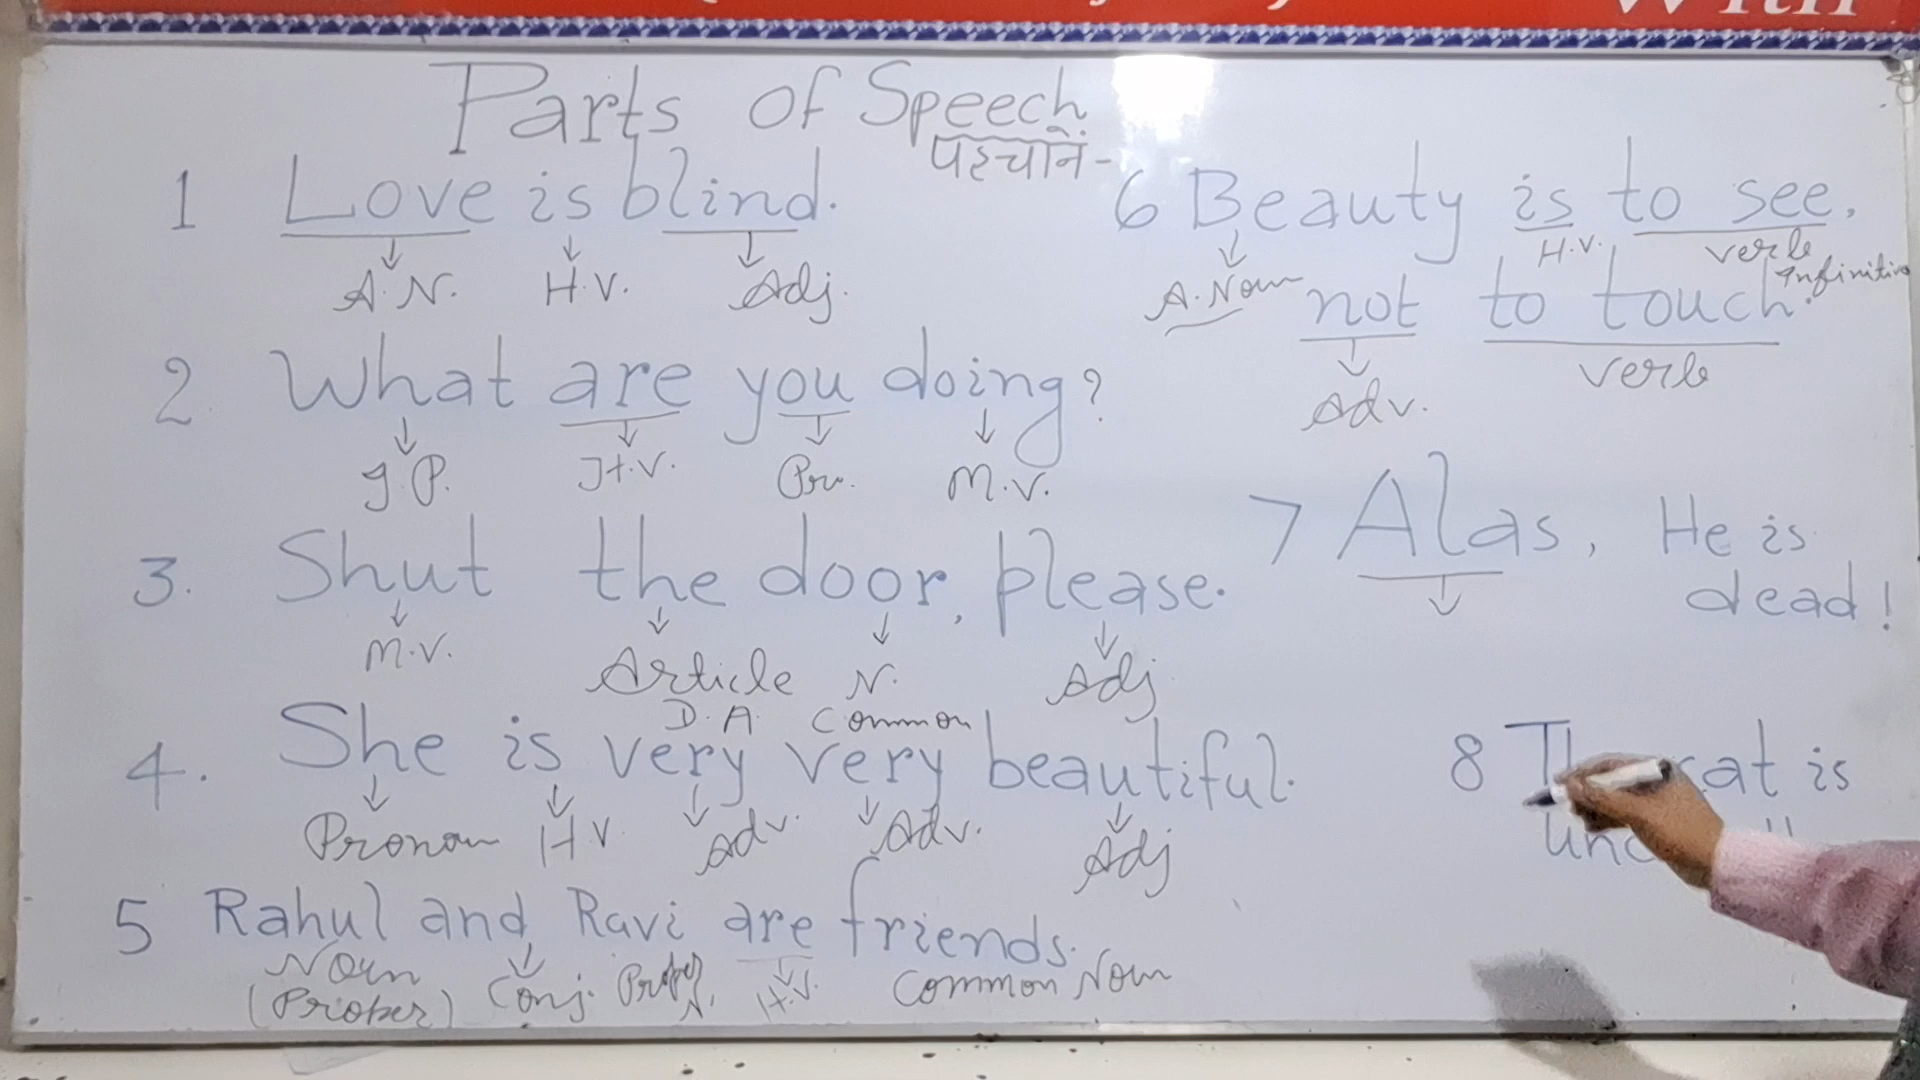 With
Parts of Speech
पहचानें -
1 Love is blind.
A.N. H.V. Adj.
2 What are you doing?
I.P. H.V. Pro. M.V.
3. Shut the door, please.
M.V. Article N. Adj
D.A. Common
4. She is very very beautiful.
Pronoun H.V Adv. Adv. Adj
5 Rahul and Ravi are friends.
Noun Conj. Proper N. H.V. Common Noun
(Proper)
6 Beauty is to see,
H.V. verb
A.Noun Infinitive
not to touch.
Adv. verb
7 Alas, He is
dead!
8 cat is